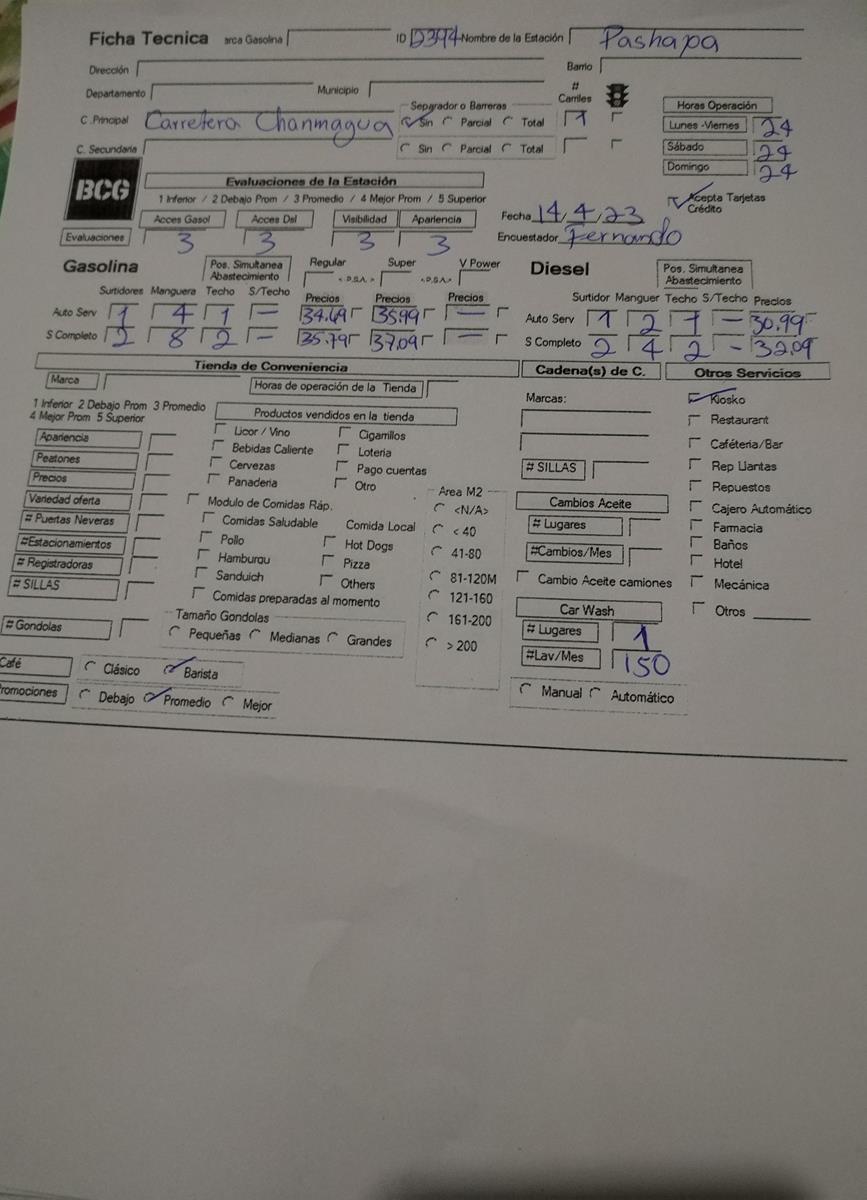 Ficha Tecnica arca Gasolina ID D394 Nombre de la Estación Pashapa
Dirección Barrio
Departamento Municipio # Carriles
C .Principal Carretera Chanmagua Separador o Barreras Sin Parcial Total 1 Horas Operación
Lunes -Viernes 24
C. Secundaria Sin Parcial Total Sábado 24
Domingo 24
BCG Evaluaciones de la Estación
1 Inferior / 2 Debajo Prom / 3 Promedio / 4 Mejor Prom / 5 Superior Acepta Tarjetas Crédito
Acces Gasol Acces Dsl Visibilidad Apariencia Fecha 14/4/23
Evaluaciones 3 3 3 3 Encuestador Fernando
Gasolina Pos. Simultanea Abastecimiento Regular Super V Power Diesel Pos. Simultanea Abastecimiento
<.D.S.A.> <.D.S.A.>
Surtidores Manguera Techo S/Techo Precios Precios Precios Surtidor Manguer Techo S/Techo Precios
Auto Serv 1 4 1 — 34.69 35.99 — Auto Serv 1 2 1 — 30.99
S Completo 2 8 2 - 35.79 37.09 — S Completo 2 4 2 - 32.09
Tienda de Conveniencia Cadena(s) de C. Otros Servicios
Marca Horas de operación de la Tienda Marcas: Kiosko
1 Inferior 2 Debajo Prom 3 Promedio
4 Mejor Prom 5 Superior Productos vendidos en la tienda Restaurant
Apariencia Licor / Vino Cigarrillos Caféteria/Bar
Peatones Bebidas Caliente Loteria # SILLAS Rep Llantas
Precios Cervezas Pago cuentas Repuestos
Panaderia Otro Area M2
Variedad oferta Modulo de Comidas Ráp. <N/A> Cambios Aceite Cajero Automático
# Puertas Neveras Comidas Saludable Comida Local < 40 # Lugares Farmacia
#Estacionamientos Pollo Hot Dogs 41-80 #Cambios/Mes Baños
# Registradoras Hamburgu Pizza Hotel
# SILLAS Sanduich Others 81-120M Cambio Aceite camiones Mecánica
Comidas preparadas al momento 121-160 Car Wash Otros
# Gondolas Tamaño Gondolas 161-200 # Lugares 1
Pequeñas Medianas Grandes > 200 #Lav/Mes 150
Café Clásico Barista
romociones Debajo Promedio Mejor Manual Automático